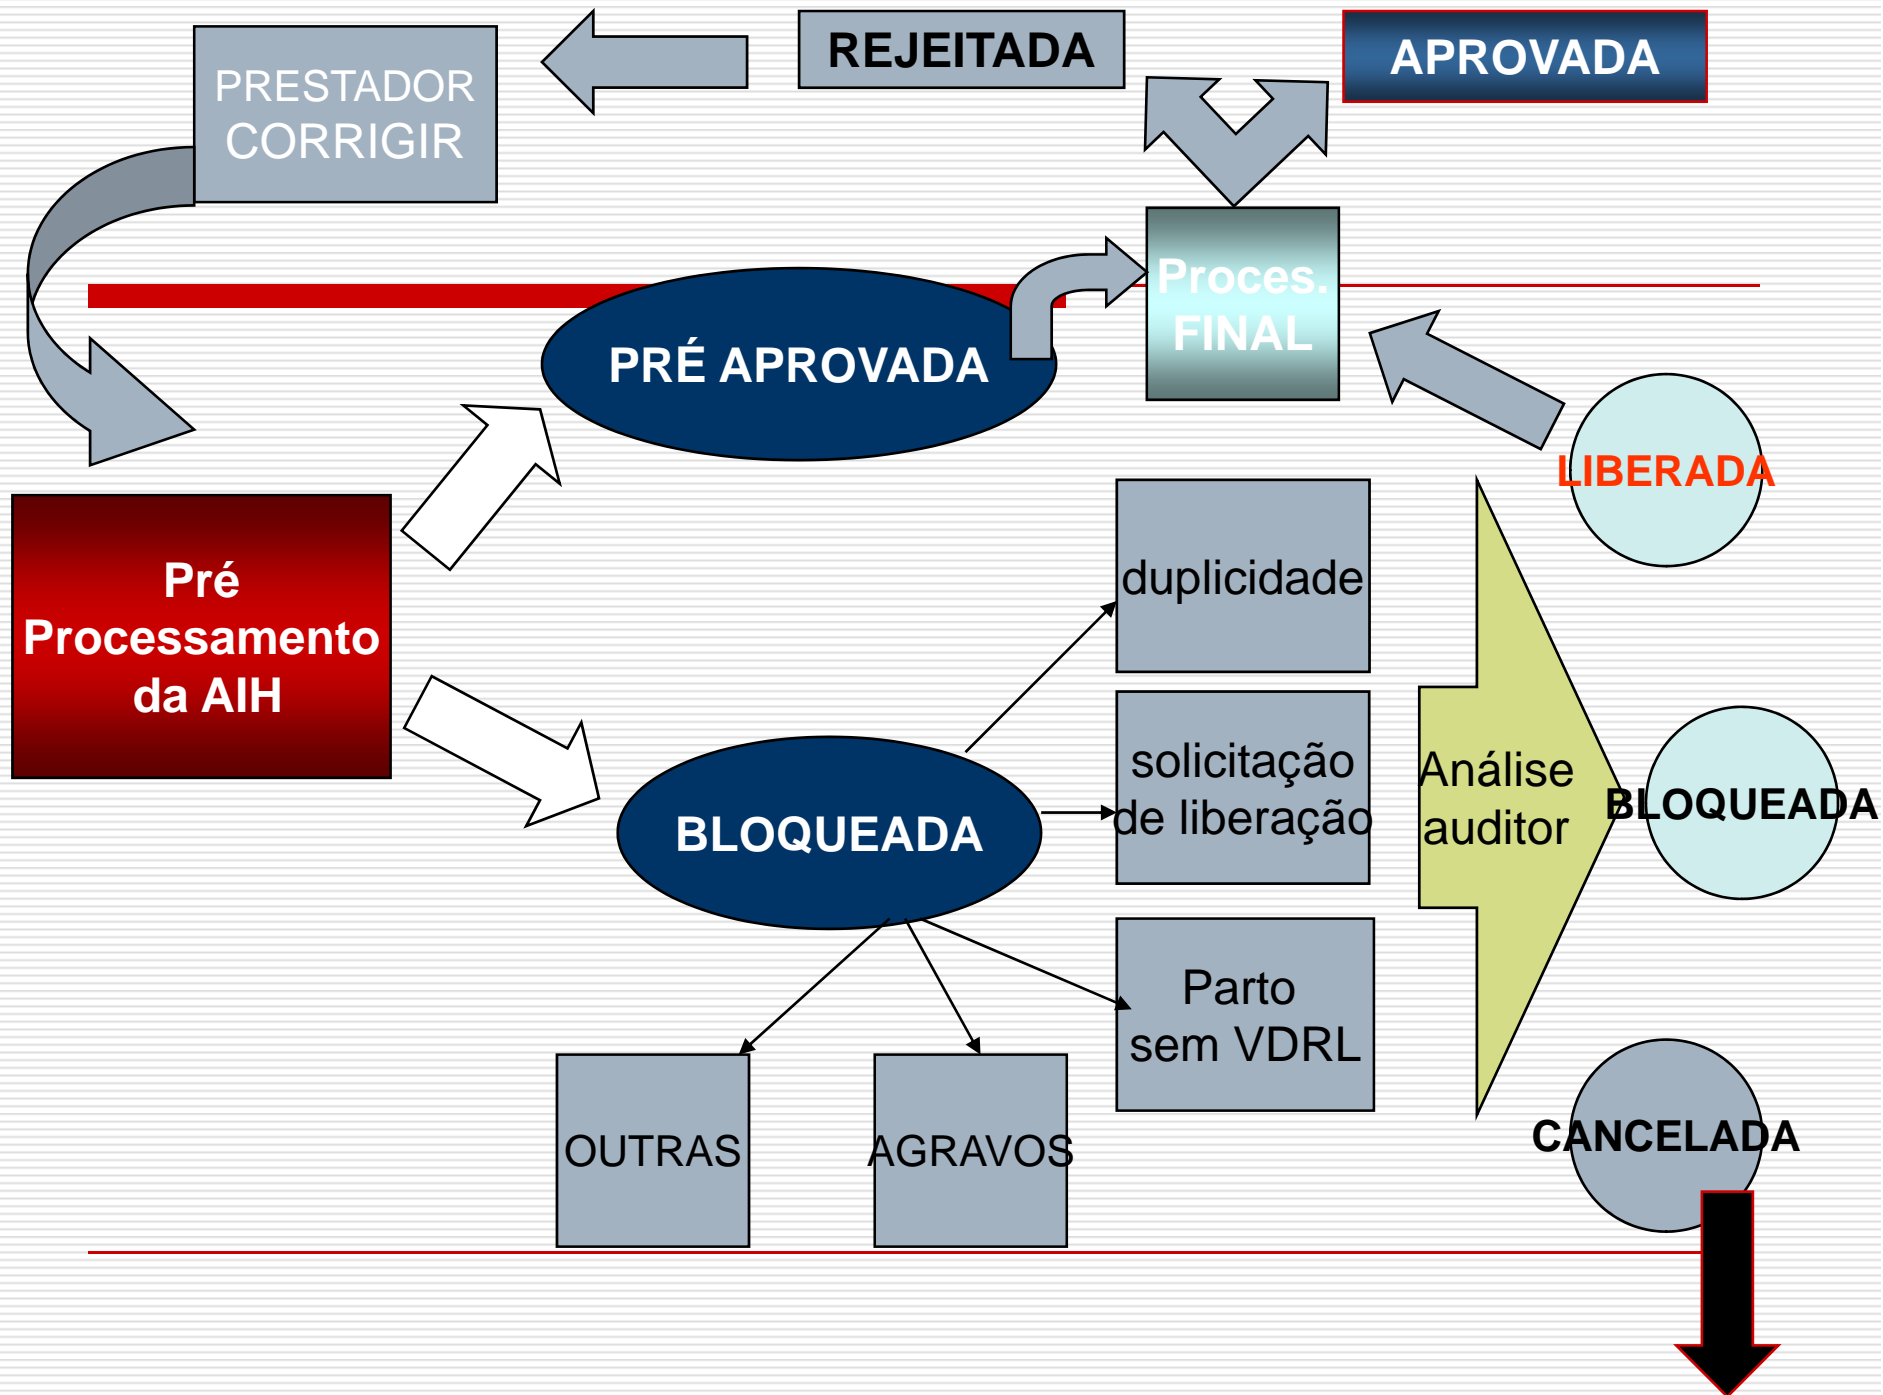 PRESTADOR
CORRIGIR
REJEITADA
APROVADA
Proces.
FINAL
PRÉ APROVADA
LIBERADA
Pré
Processamento
da AIH
duplicidade
solicitação
de liberação
Análise
auditor
BLOQUEADA
BLOQUEADA
Parto
sem VDRL
OUTRAS
AGRAVOS
CANCELADA